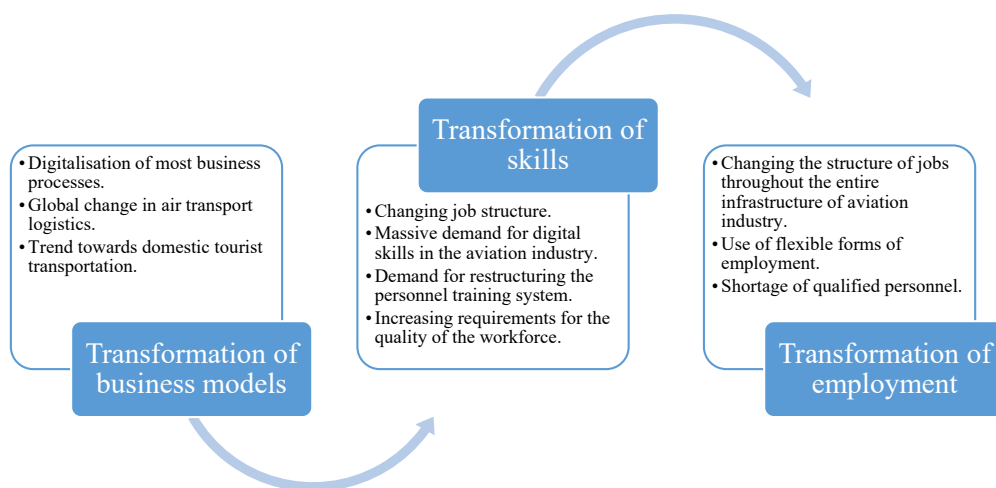 • Digitalisation of most business
processes.
• Global change in air transport
logistics.
• Trend towards domestic tourist
transportation.
Transformation of
business models
Transformation of
skills
• Changing job structure.
• Massive demand for digital
skills in the aviation industry.
• Demand for restructuring the
personnel training system.
• Increasing requirements for the
quality of the workforce.
• Changing the structure of jobs
throughout the entire
infrastructure of aviation
industry.
• Use of flexible forms of
employment.
• Shortage of qualified personnel.
Transformation of
employment